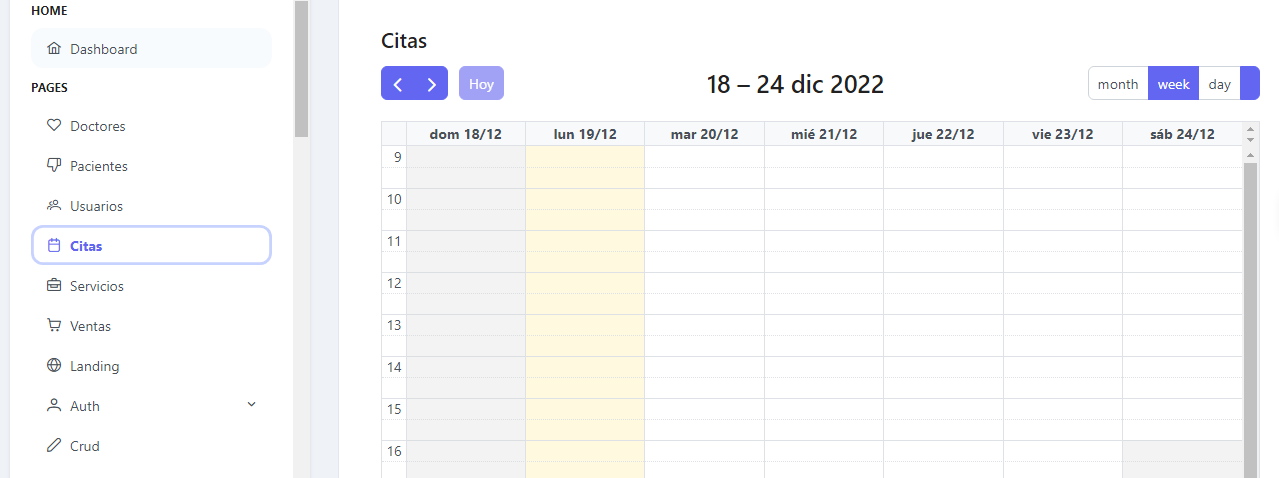 HOME
Dashboard
PAGES
Doctores
Pacientes
Usuarios
Citas
Servicios
Ventas
Landing
Auth
Crud
Citas
Hoy
18 – 24 dic 2022
month week day
dom 18/12 lun 19/12 mar 20/12 mié 21/12 jue 22/12 vie 23/12 sáb 24/12
9
10
11
12
13
14
15
16